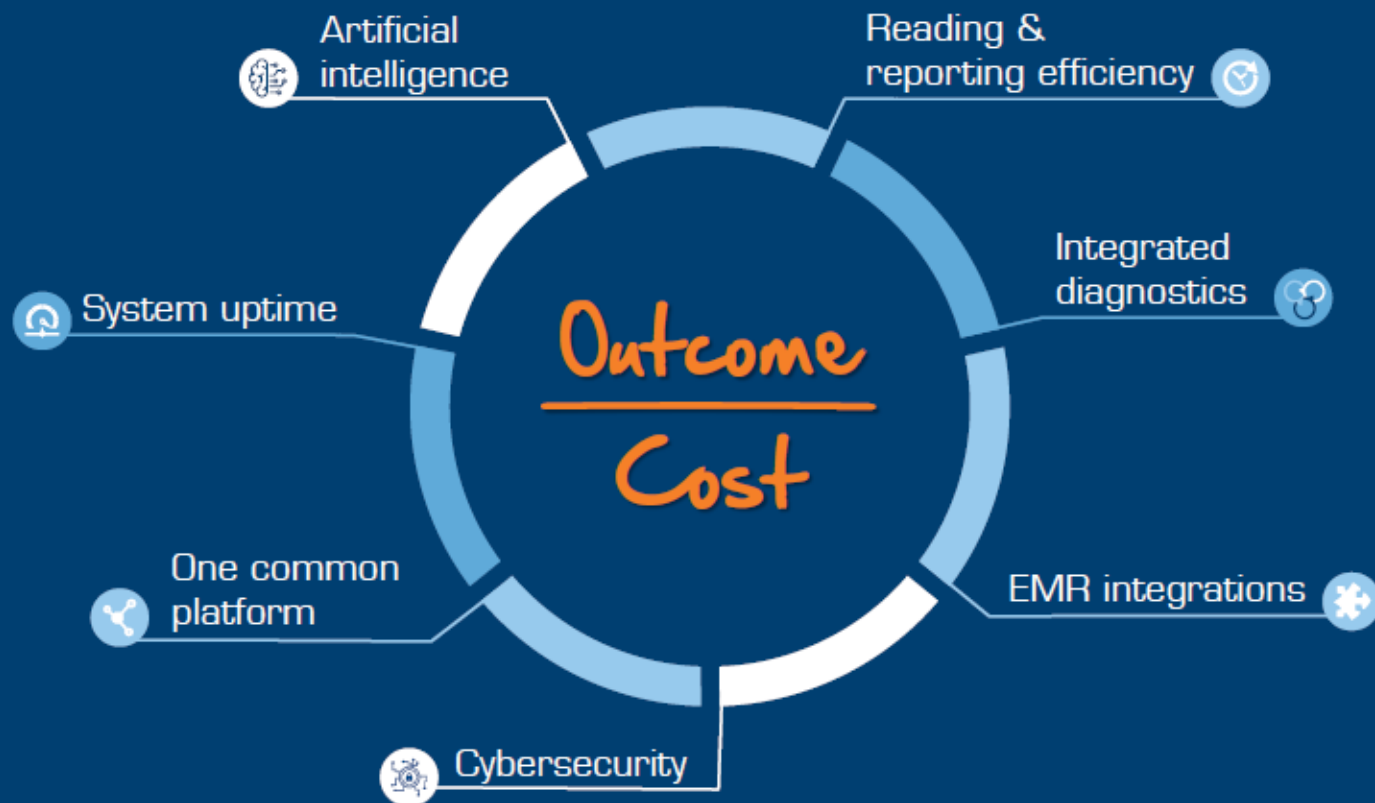 Artificial
intelligence
Reading &
reporting efficiency
Integrated
diagnostics
System uptime
Outcome
Cost
One common
platform
EMR integrations
Cybersecurity